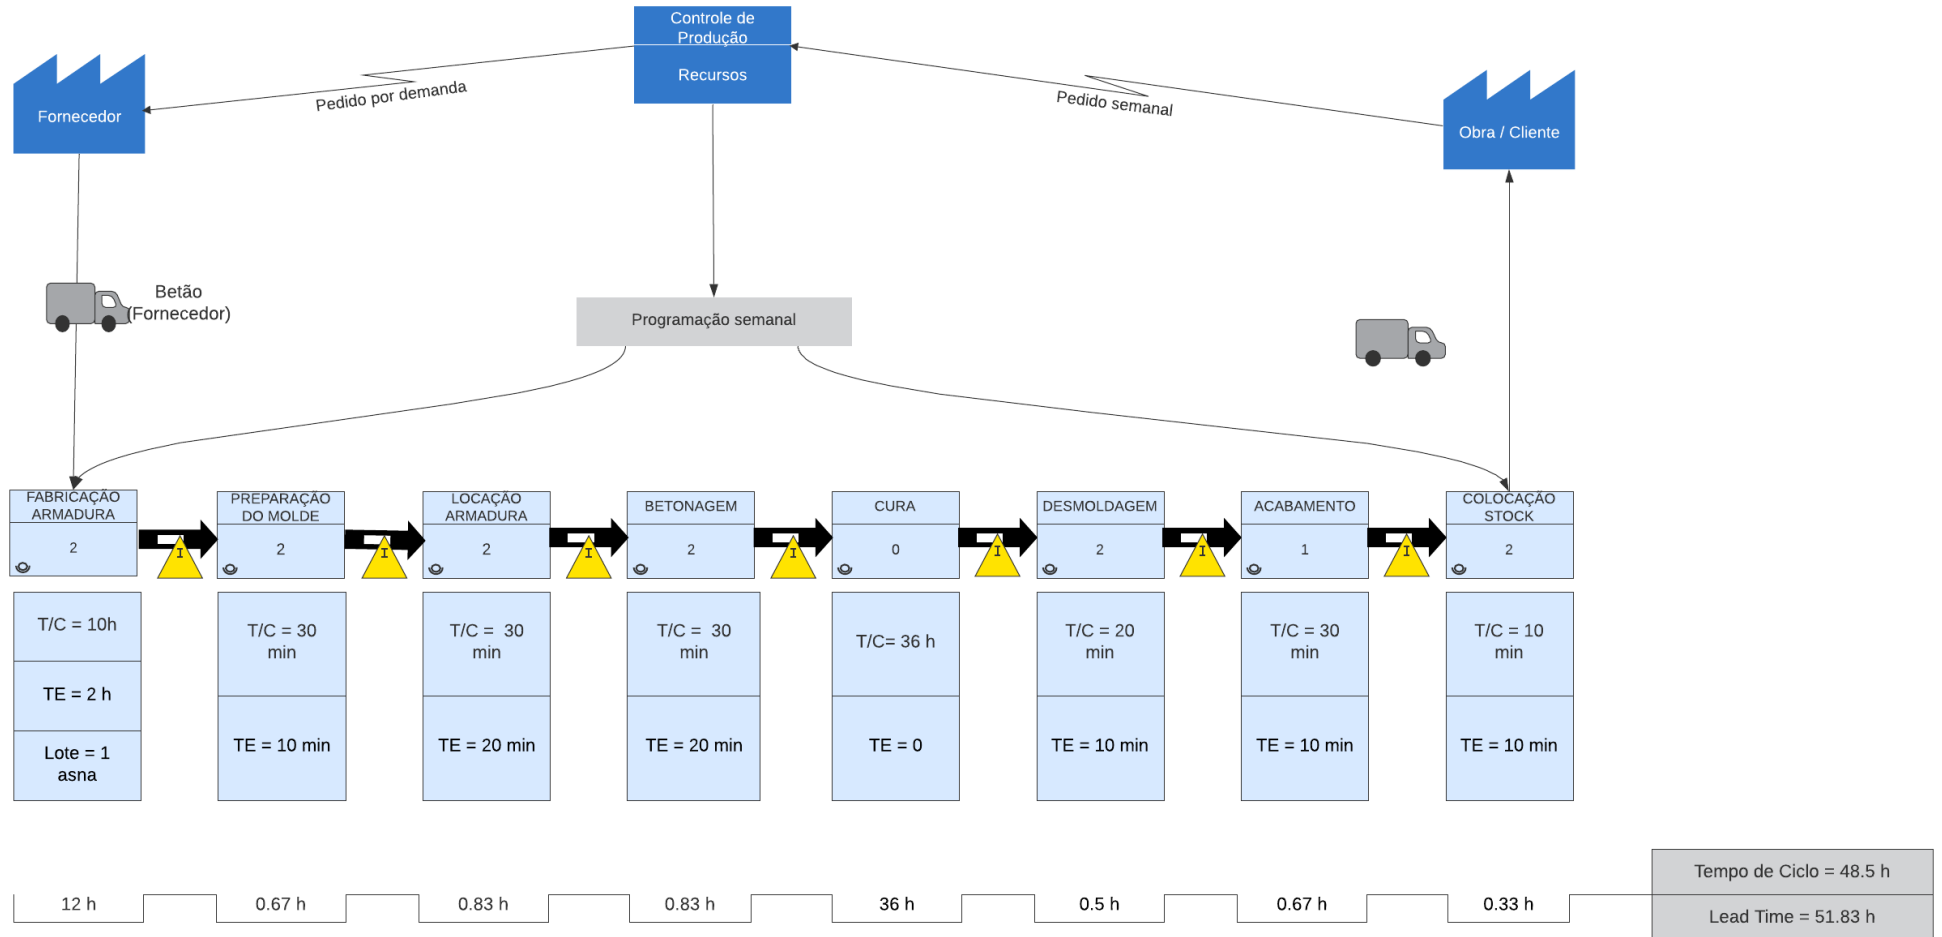 Controle de
Produção
Recursos
Fornecedor
Pedido por demanda
Pedido semanal
Obra / Cliente
Betão
(Fornecedor)
Programação semanal
FABRICAÇÃO
ARMADURA
2
PREPARAÇÃO
DO MOLDE
2
LOCAÇÃO
ARMADURA
2
BETONAGEM
2
CURA
0
DESMOLDAGEM
2
ACABAMENTO
1
COLOCAÇÃO
STOCK
2
I
I
I
I
I
I
I
T/C = 10h
TE = 2 h
Lote = 1
asna
T/C = 30
min
TE = 10 min
T/C = 30
min
TE = 20 min
T/C = 30
min
TE = 20 min
T/C= 36 h
TE = 0
T/C = 20
min
TE = 10 min
T/C = 30
min
TE = 10 min
T/C = 10
min
TE = 10 min
12 h
0.67 h
0.83 h
0.83 h
36 h
0.5 h
0.67 h
0.33 h
Tempo de Ciclo = 48.5 h
Lead Time = 51.83 h